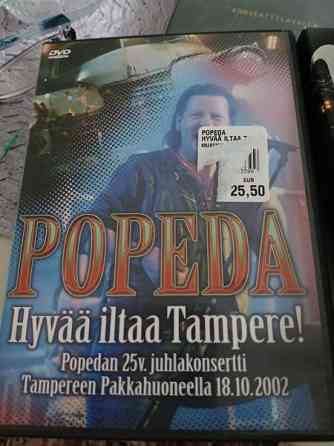 DVD
POPEDA
HYVÄÄ ILTAA T
EUR
25,50
POPEDA
Hyvää iltaa Tampere!
Popedan 25v. juhlakonsertti
Tampereen Pakkahuoneella 18.10.2002